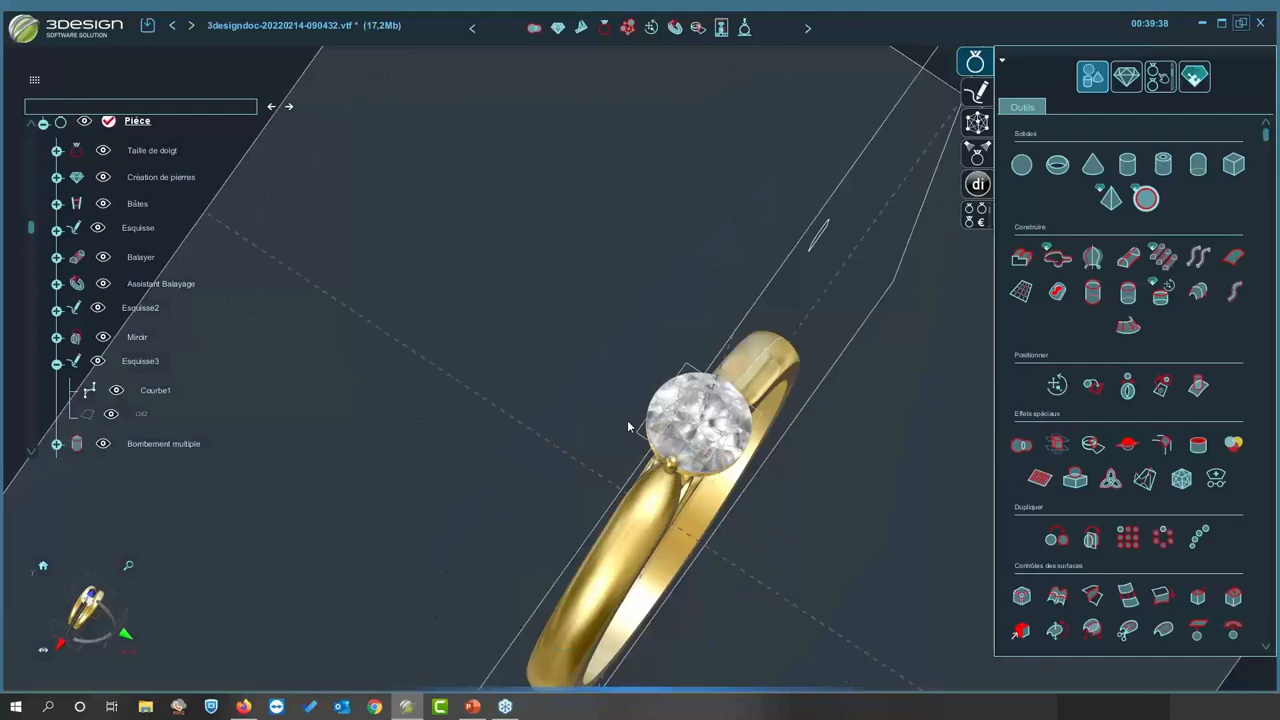 3DESIGN
SOFTWARE SOLUTION
3designdoc-20220214-090432.vtf * (17,2Mb)
00:39:38
Pièce
Taille de doigt
Création de pierres
Bâtes
Esquisse
Balayer
Assistant Balayage
Esquisse2
Miroir
Esquisse3
Courbe1
OXZ
Bombement multiple
di
€
Outils
Solides
Construire
Positionner
Effets spéciaux
Dupliquer
Contrôles des surfaces